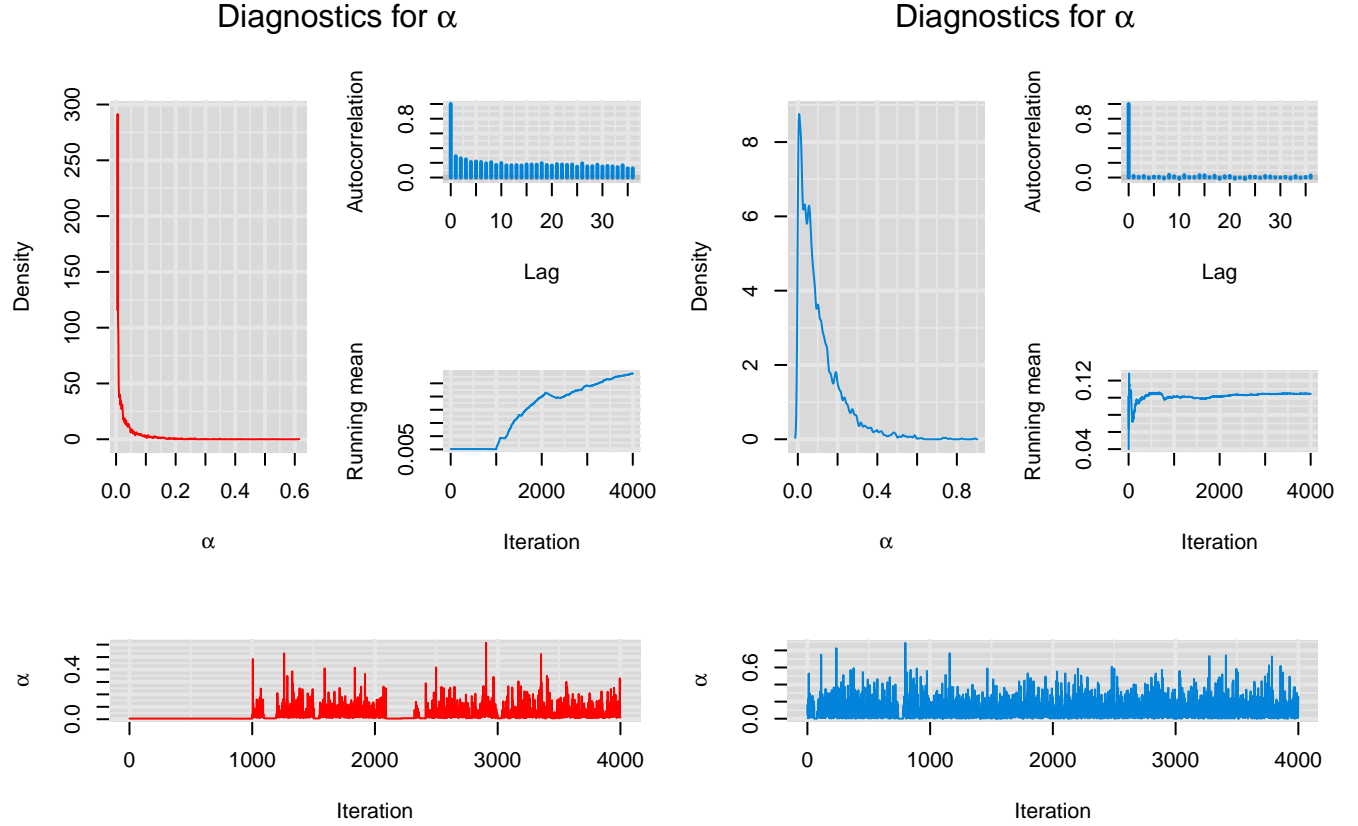 Diagnostics for α
Density
300
250
200
150
100
50
0
0.0 0.2 0.4 0.6
α
Autocorrelation
0.8
0.0
0 10 20 30
Lag
Running mean
0.005
0 2000 4000
Iteration
α
0.4
0.0
0 1000 2000 3000 4000
Iteration
Diagnostics for α
Density
8
6
4
2
0
0.0 0.4 0.8
α
Autocorrelation
0.8
0.0
0 10 20 30
Lag
Running mean
0.12
0.04
0 2000 4000
Iteration
α
0.6
0.0
0 1000 2000 3000 4000
Iteration